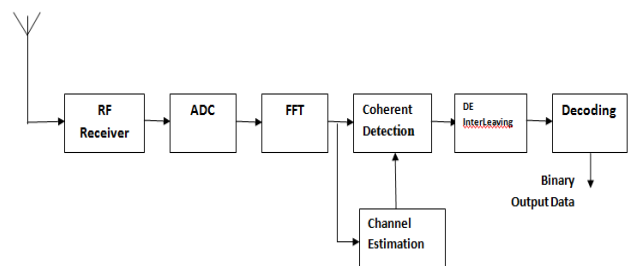 RF
Receiver
ADC
FFT
Coherent
Detection
DE
InterLeaving
Decoding
Binary
Output Data
Channel
Estimation